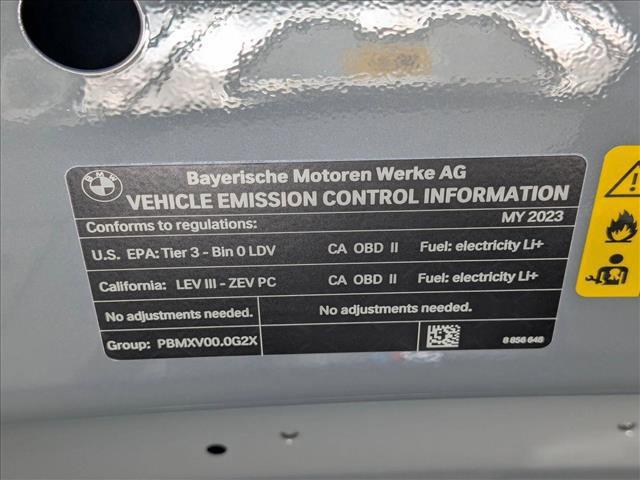 BMW
Bayerische Motoren Werke AG
VEHICLE EMISSION CONTROL INFORMATION
Conforms to regulations: MY 2023
U.S. EPA: Tier 3 - Bin 0 LDV CA OBD II Fuel: electricity Li+
California: LEV III - ZEV PC CA OBD II Fuel: electricity Li+
No adjustments needed. No adjustments needed.
Group: PBMXV00.0G2X 8 856 648